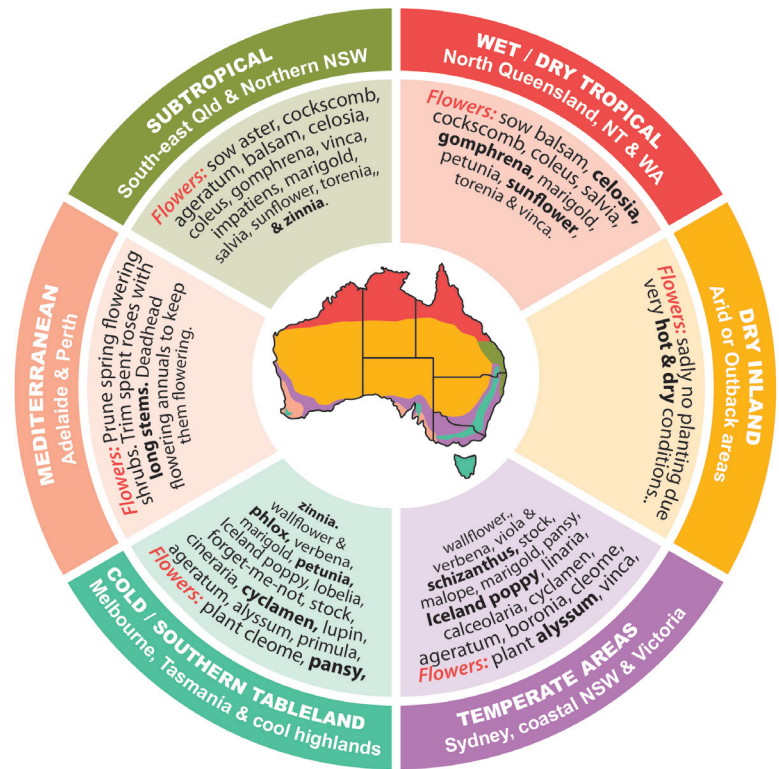 SUBTROPICAL
South-east Qld & Northern NSW
Flowers: sow aster, cockscomb,
ageratum, balsam, celosia,
coleus, gomphrena, vinca,
impatiens, marigold,
salvia, sunflower, torenia,,
& zinnia.
WET / DRY TROPICAL
North Queensland, NT & WA
Flowers: sow balsam, celosia,
cockscomb, coleus, salvia,
gomphrena, marigold,
petunia, sunflower,
torenia & vinca.
DRY INLAND
Arid or Outback areas
Flowers: sadly no planting due
very hot & dry conditions..
TEMPERATE AREAS
Sydney, coastal NSW & Victoria
Flowers: plant alyssum, vinca,
ageratum, boronia, cleome,
calceolaria, cyclamen,
Iceland poppy, linaria,
malope, marigold, pansy,
schizanthus, stock,
verbena, viola &
wallflower,,
COLD / SOUTHERN TABLELAND
Melbourne, Tasmania & cool highlands
Flowers: plant cleome, pansy,
ageratum, alyssum, primula,
cineraria, cyclamen, lupin,
forget-me-not, stock,
Iceland poppy, lobelia,
marigold, petunia,
phlox, verbena,
wallflower &
zinnia.
MEDITERRANEAN
Adelaide & Perth
Flowers: Prune spring flowering
shrubs. Trim spent roses with
long stems. Deadhead
flowering annuals to keep
them flowering.